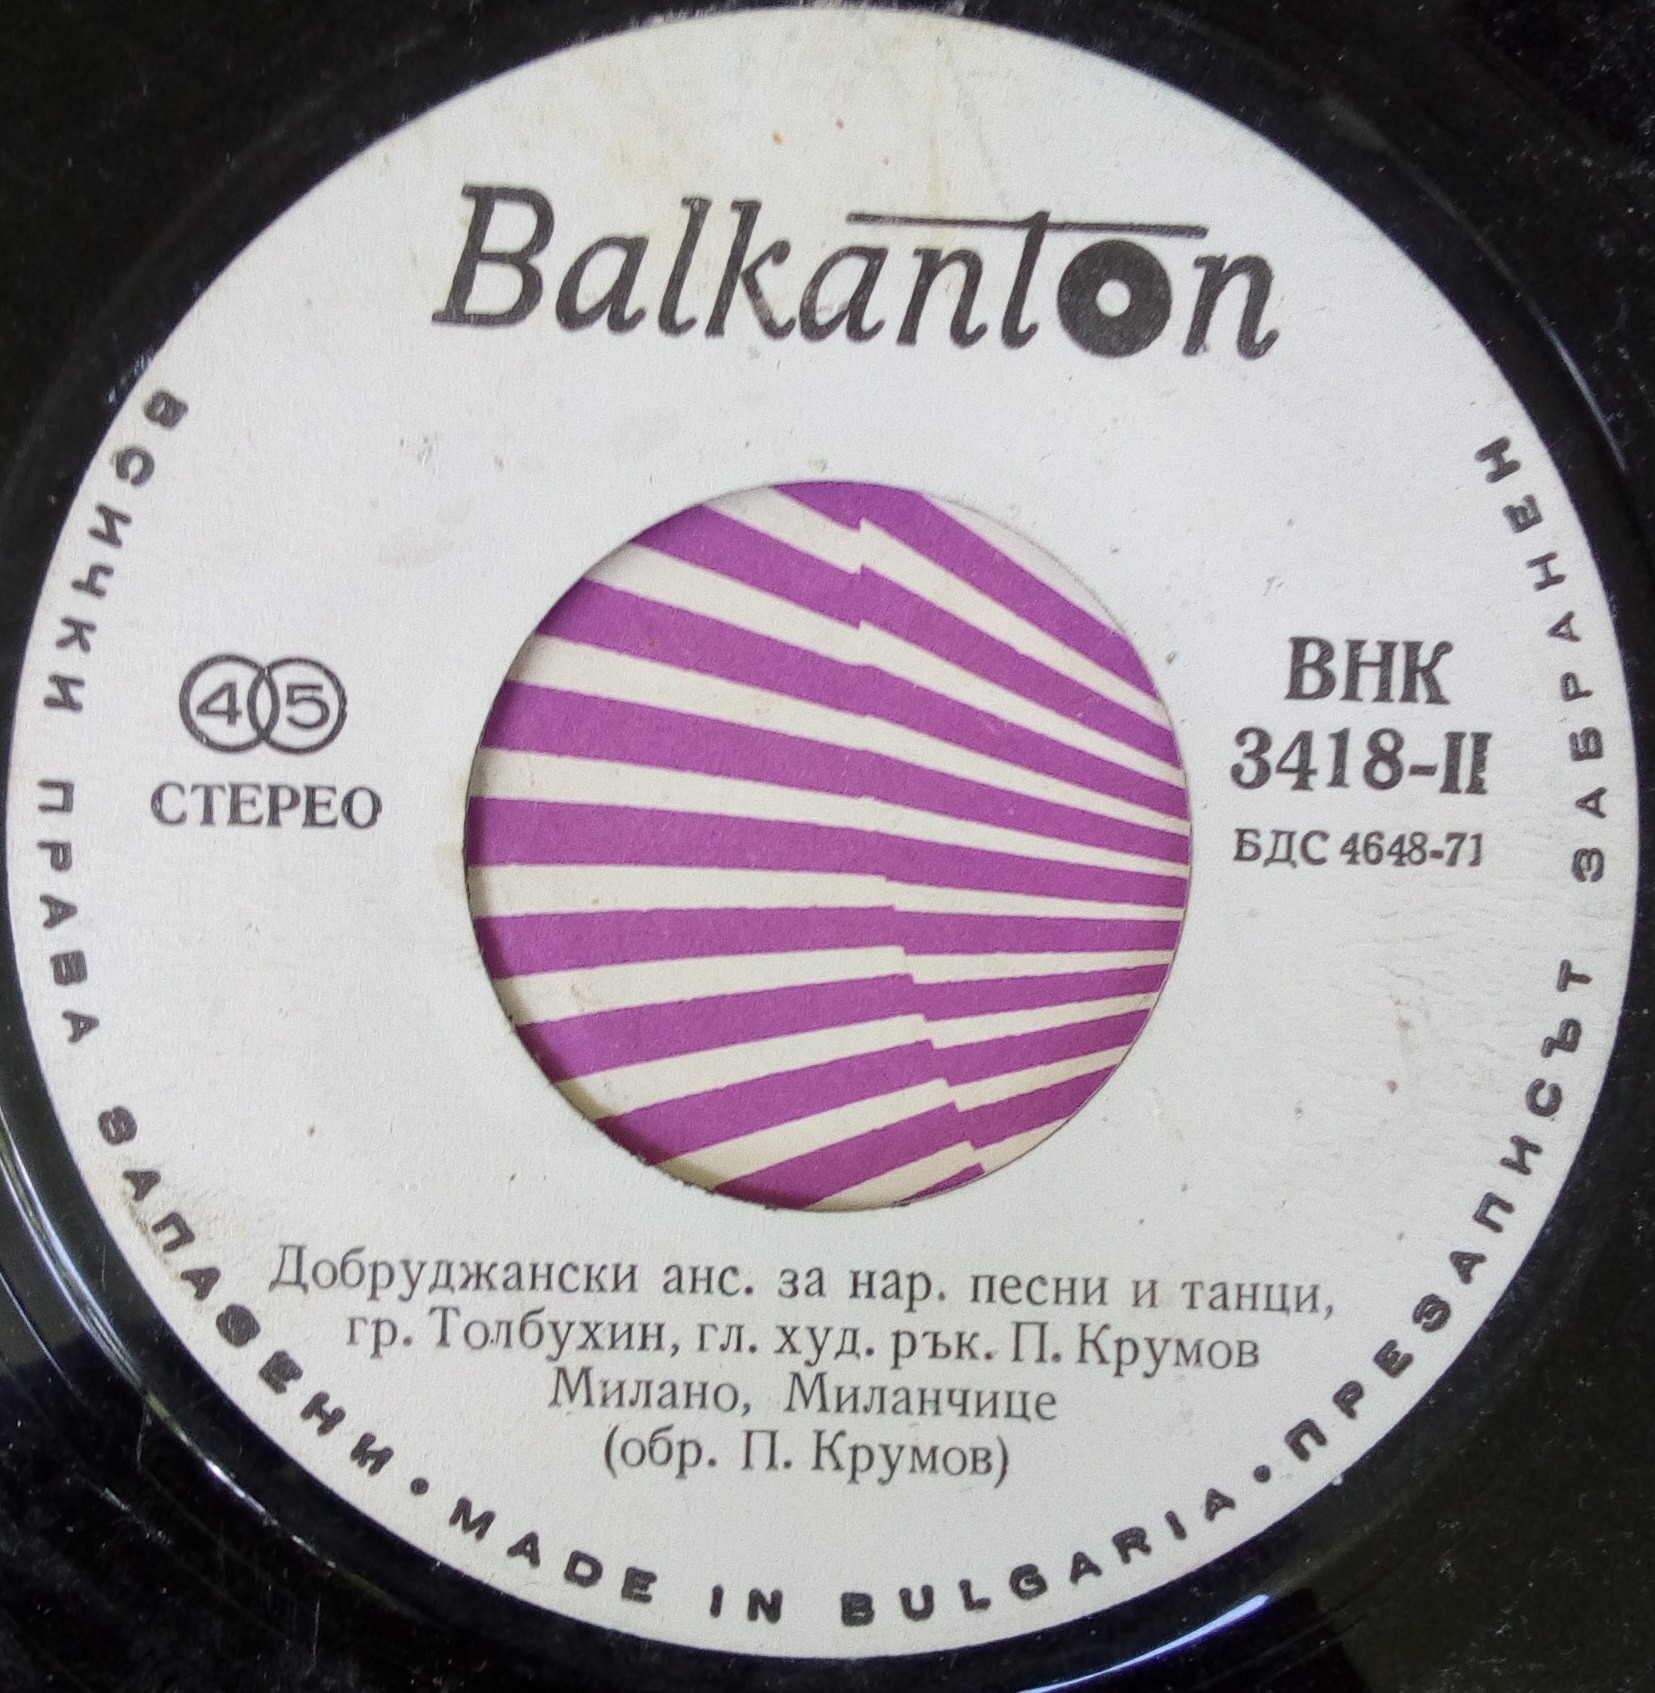 Balkanton
45
СТЕРЕО
ВНК
3418-II
БДС 4648-71
Добруджански анс. за нар. песни и танци,
гр. Толбухин, гл. худ. рък. П. Крумов
Милано, Миланчице
(обр. П. Крумов)
ВСИЧКИ ПРАВА ЗАПАЗЕНИ • MADE IN BULGARIA • ПРЕЗАПИСЪТ ЗАБРАНЕН